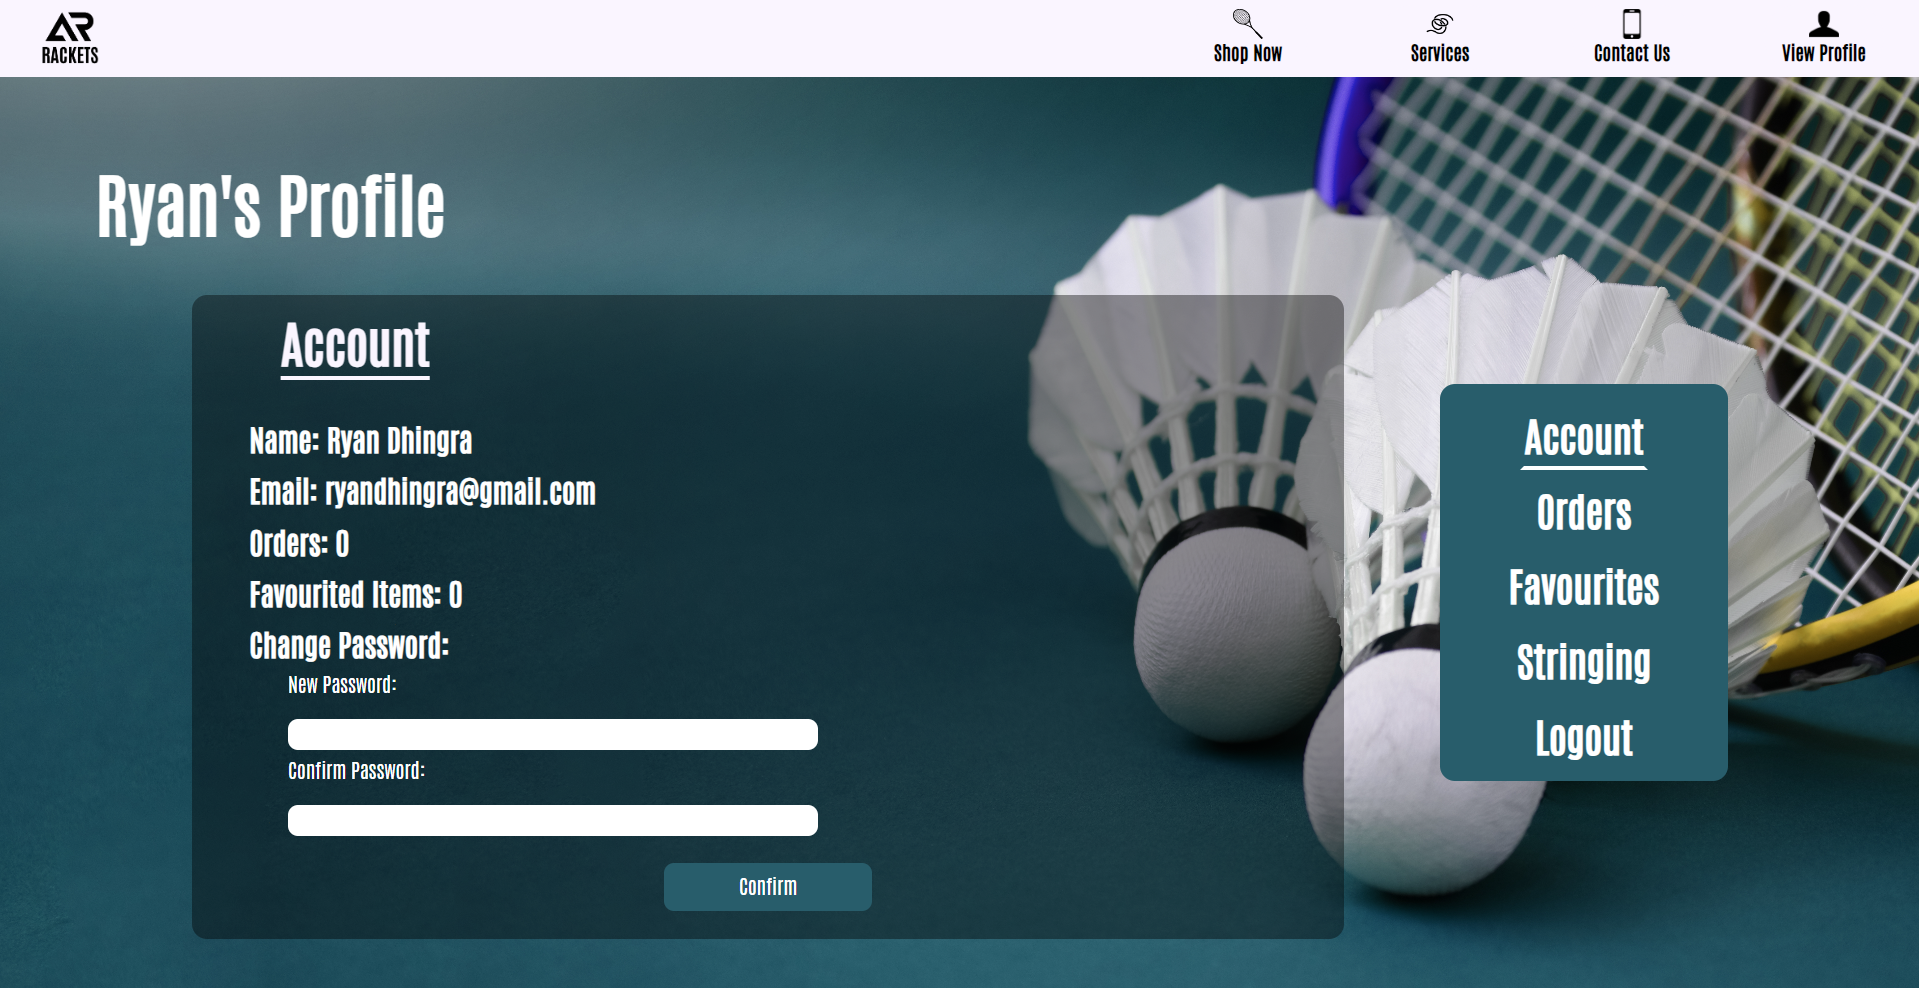 AR
RACKETS
Shop Now
Services
Contact Us
View Profile
Ryan's Profile
Account
Name: Ryan Dhingra
Email: ryandhingra@gmail.com
Orders: 0
Favourited Items: 0
Change Password:
New Password:
Confirm Password:
Confirm
Account
Orders
Favourites
Stringing
Logout